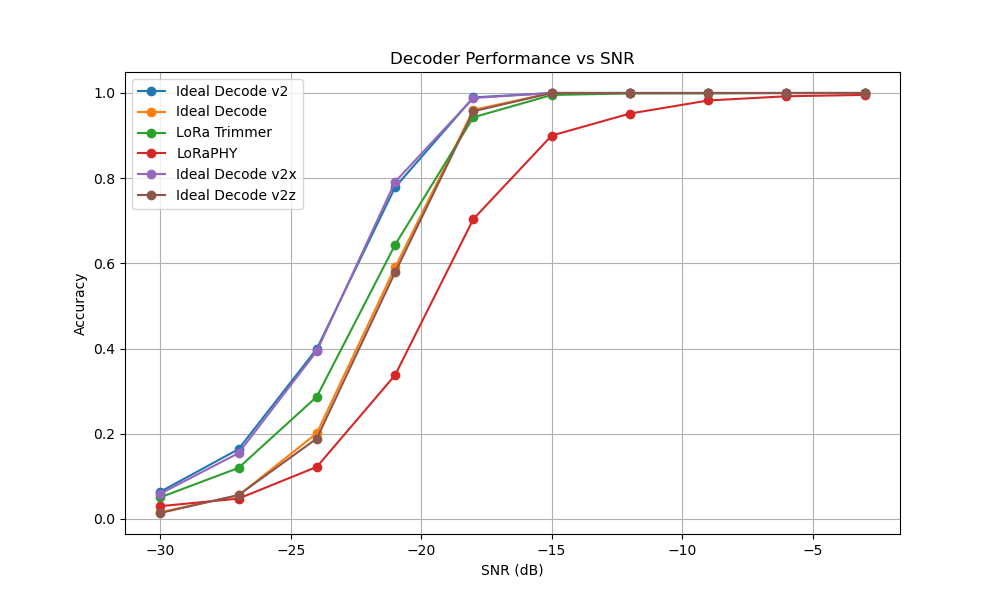 Decoder Performance vs SNR
Ideal Decode v2
Ideal Decode
LoRa Trimmer
LoRaPHY
Ideal Decode v2x
Ideal Decode v2z
1.0
0.8
0.6
0.4
0.2
0.0
Accuracy
−30
−25
−20
−15
−10
−5
SNR (dB)